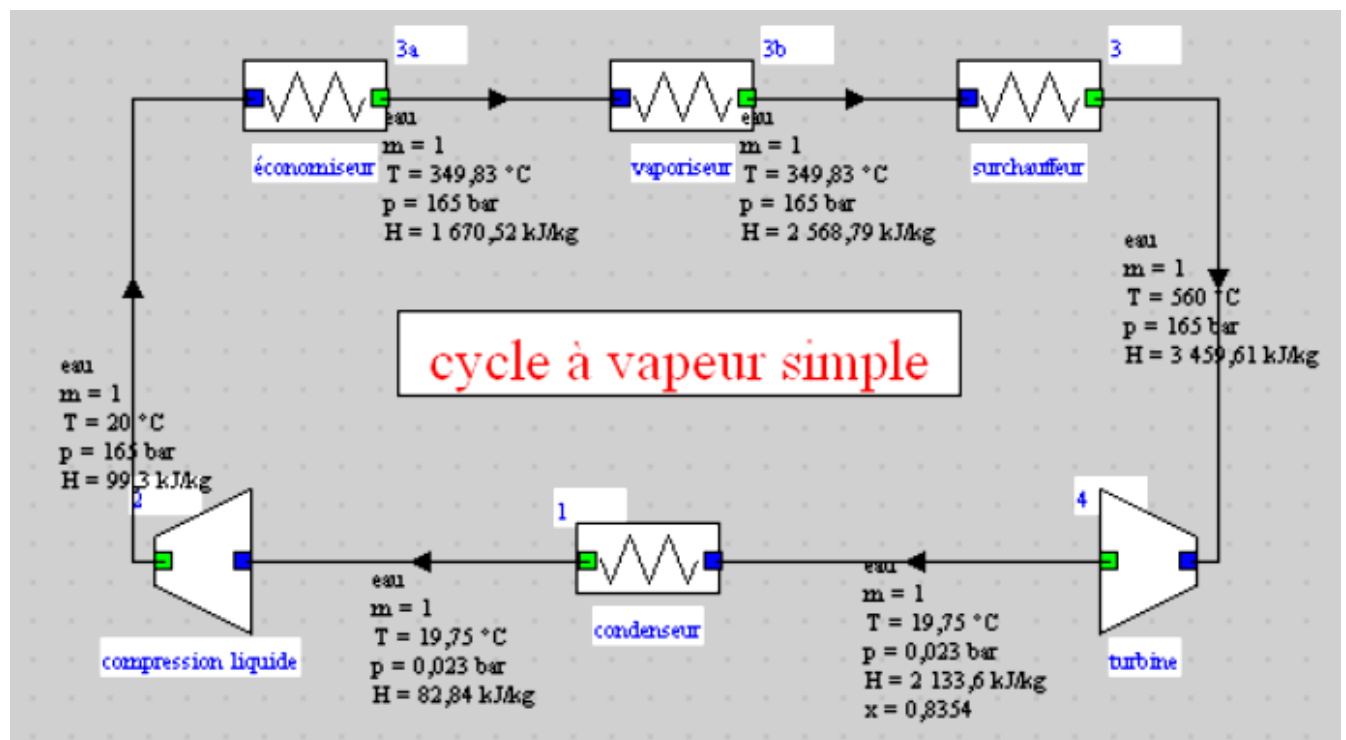 3a
3b
3
économiseur
vaporiseur
surchauffeur
eau
m = 1
T = 349,83 °C
p = 165 bar
H = 1 670,52 kJ/kg
eau
m = 1
T = 349,83 °C
p = 165 bar
H = 2 568,79 kJ/kg
eau
m = 1
T = 560 °C
p = 165 bar
H = 3 459,61 kJ/kg
cycle à vapeur simple
eau
m = 1
T = 20 °C
p = 165 bar
H = 99,3 kJ/kg
2
1
4
compression liquide
condenseur
turbine
eau
m = 1
T = 19,75 °C
p = 0,023 bar
H = 82,84 kJ/kg
eau
m = 1
T = 19,75 °C
p = 0,023 bar
H = 2 133,6 kJ/kg
x = 0,8354